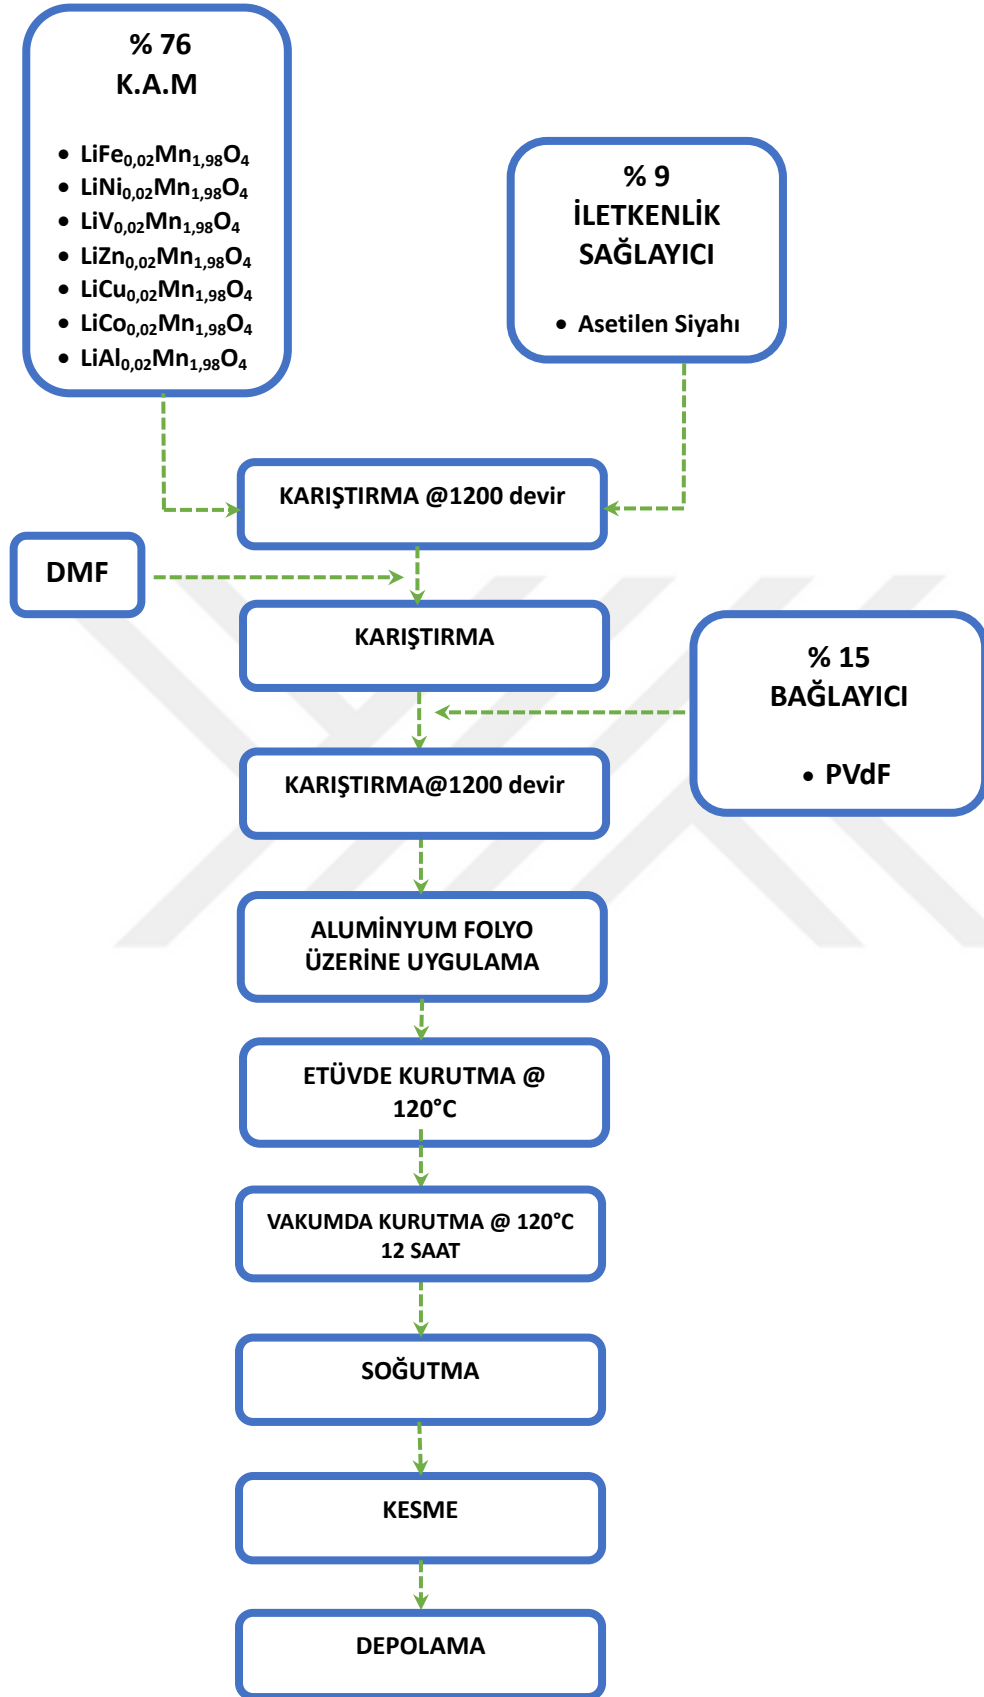 % 76
K.A.M
• LiFe₀,₀₂Mn₁,₉₈O₄
• LiNi₀,₀₂Mn₁,₉₈O₄
• LiV₀,₀₂Mn₁,₉₈O₄
• LiZn₀,₀₂Mn₁,₉₈O₄
• LiCu₀,₀₂Mn₁,₉₈O₄
• LiCo₀,₀₂Mn₁,₉₈O₄
• LiAl₀,₀₂Mn₁,₉₈O₄
% 9
İLETKENLİK
SAĞLAYICI
• Asetilen Siyahı
KARIŞTIRMA @1200 devir
DMF
KARIŞTIRMA
% 15
BAĞLAYICI
• PVdF
KARIŞTIRMA@1200 devir
ALUMİNYUM FOLYO
ÜZERİNE UYGULAMA
ETÜVDE KURUTMA @
120°C
VAKUMDA KURUTMA @ 120°C
12 SAAT
SOĞUTMA
KESME
DEPOLAMA